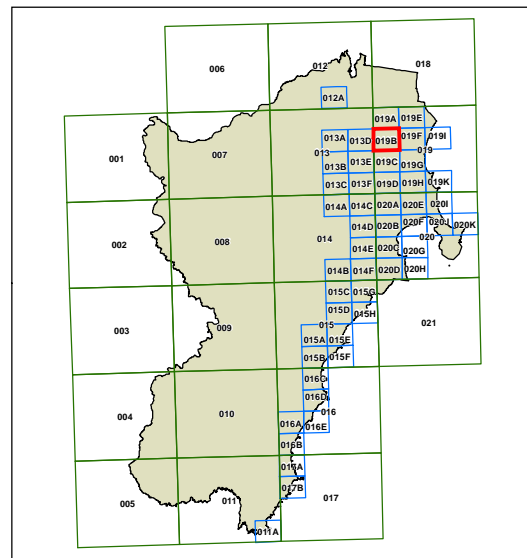 018
012
006
012A
019A 019E
007
013A 013D 019B 019F 019I
001
013 019
013B 013E 019C 019G
013C 013F 019D 019H 019K
014A 014C 020A 020E 020I
014D 020B 020F 020J 020K
002 008 014
020
014E 020C 020G
014B 014F 020D 020H
015C 015G
015D 015H
003 009 015 021
015A 015E
015B 015F
016C
016D
004 010 016
016A 016E
016B
017A
017B
005 011 017
011A